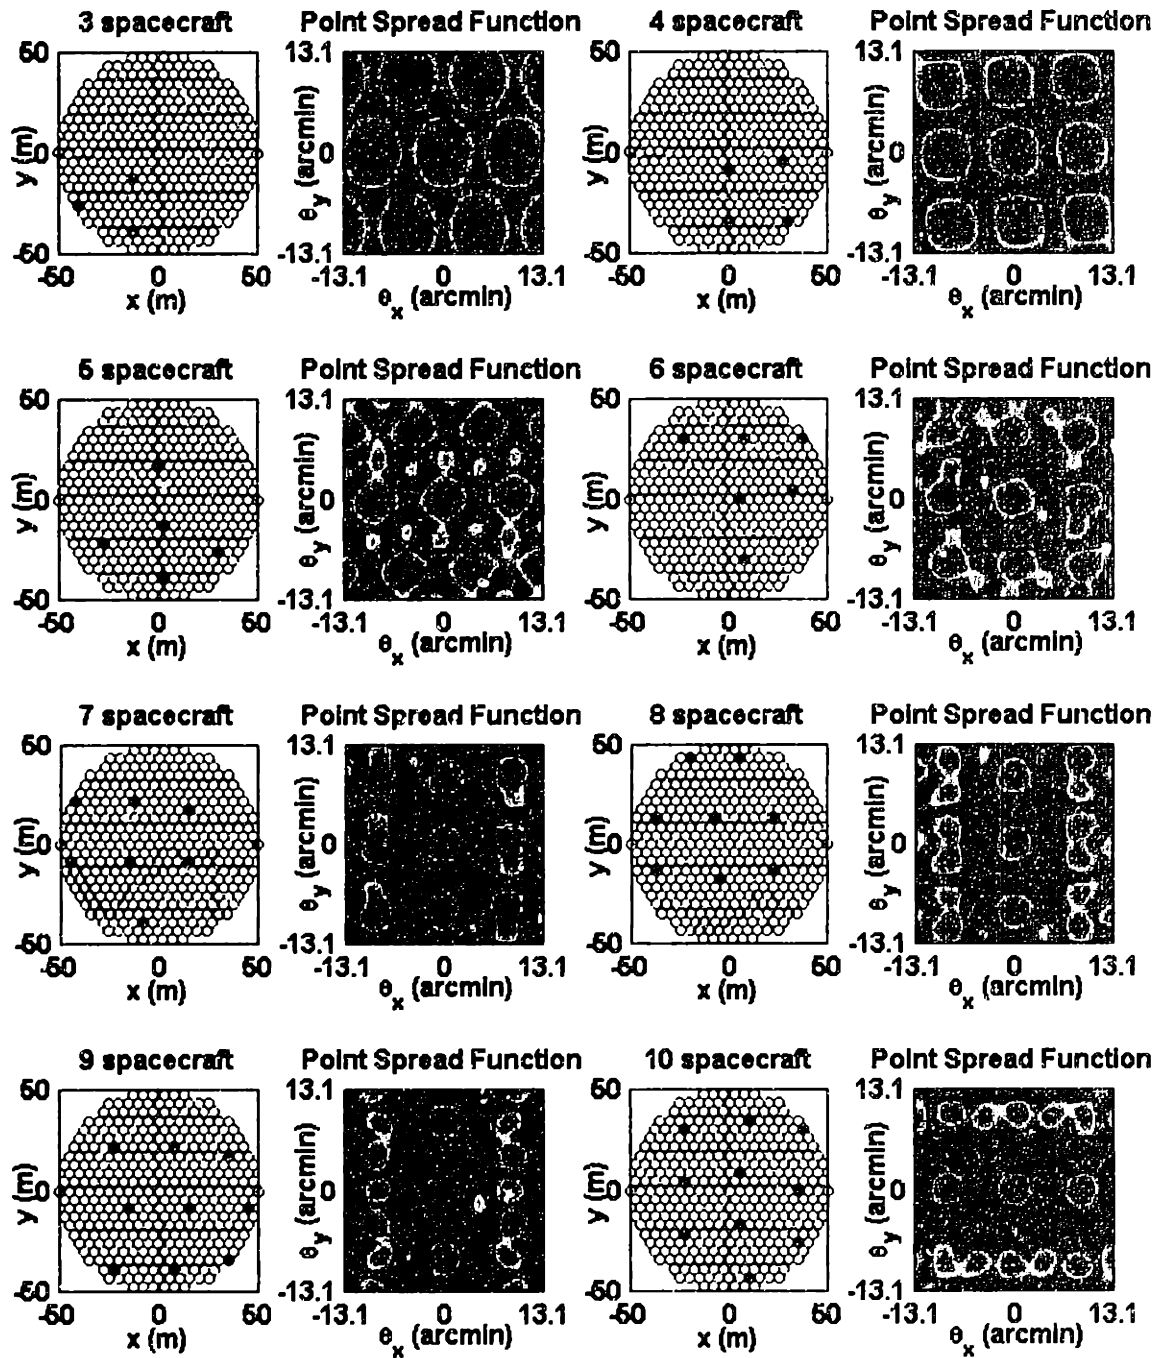 3 spacecraft
Point Spread Function
4 spacecraft
Point Spread Function
50
y (m)
0
-50
-50 0 50
x (m)
13.1
θy (arcmin)
0
-13.1
-13.1 0 13.1
θx (arcmin)
50
y (m)
0
-50
-50 0 50
x (m)
13.1
θy (arcmin)
0
-13.1
-13.1 0 13.1
θx (arcmin)
5 spacecraft
Point Spread Function
6 spacecraft
Point Spread Function
50
y (m)
0
-50
-50 0 50
x (m)
13.1
θy (arcmin)
0
-13.1
-13.1 0 13.1
θx (arcmin)
50
y (m)
0
-50
-50 0 50
x (m)
13.1
θy (arcmin)
0
-13.1
-13.1 0 13.1
θx (arcmin)
7 spacecraft
Point Spread Function
8 spacecraft
Point Spread Function
50
y (m)
0
-50
-50 0 50
x (m)
13.1
θy (arcmin)
0
-13.1
-13.1 0 13.1
θx (arcmin)
50
y (m)
0
-50
-50 0 50
x (m)
13.1
θy (arcmin)
0
-13.1
-13.1 0 13.1
θx (arcmin)
9 spacecraft
Point Spread Function
10 spacecraft
Point Spread Function
50
y (m)
0
-50
-50 0 50
x (m)
13.1
θy (arcmin)
0
-13.1
-13.1 0 13.1
θx (arcmin)
50
y (m)
0
-50
-50 0 50
x (m)
13.1
θy (arcmin)
0
-13.1
-13.1 0 13.1
θx (arcmin)